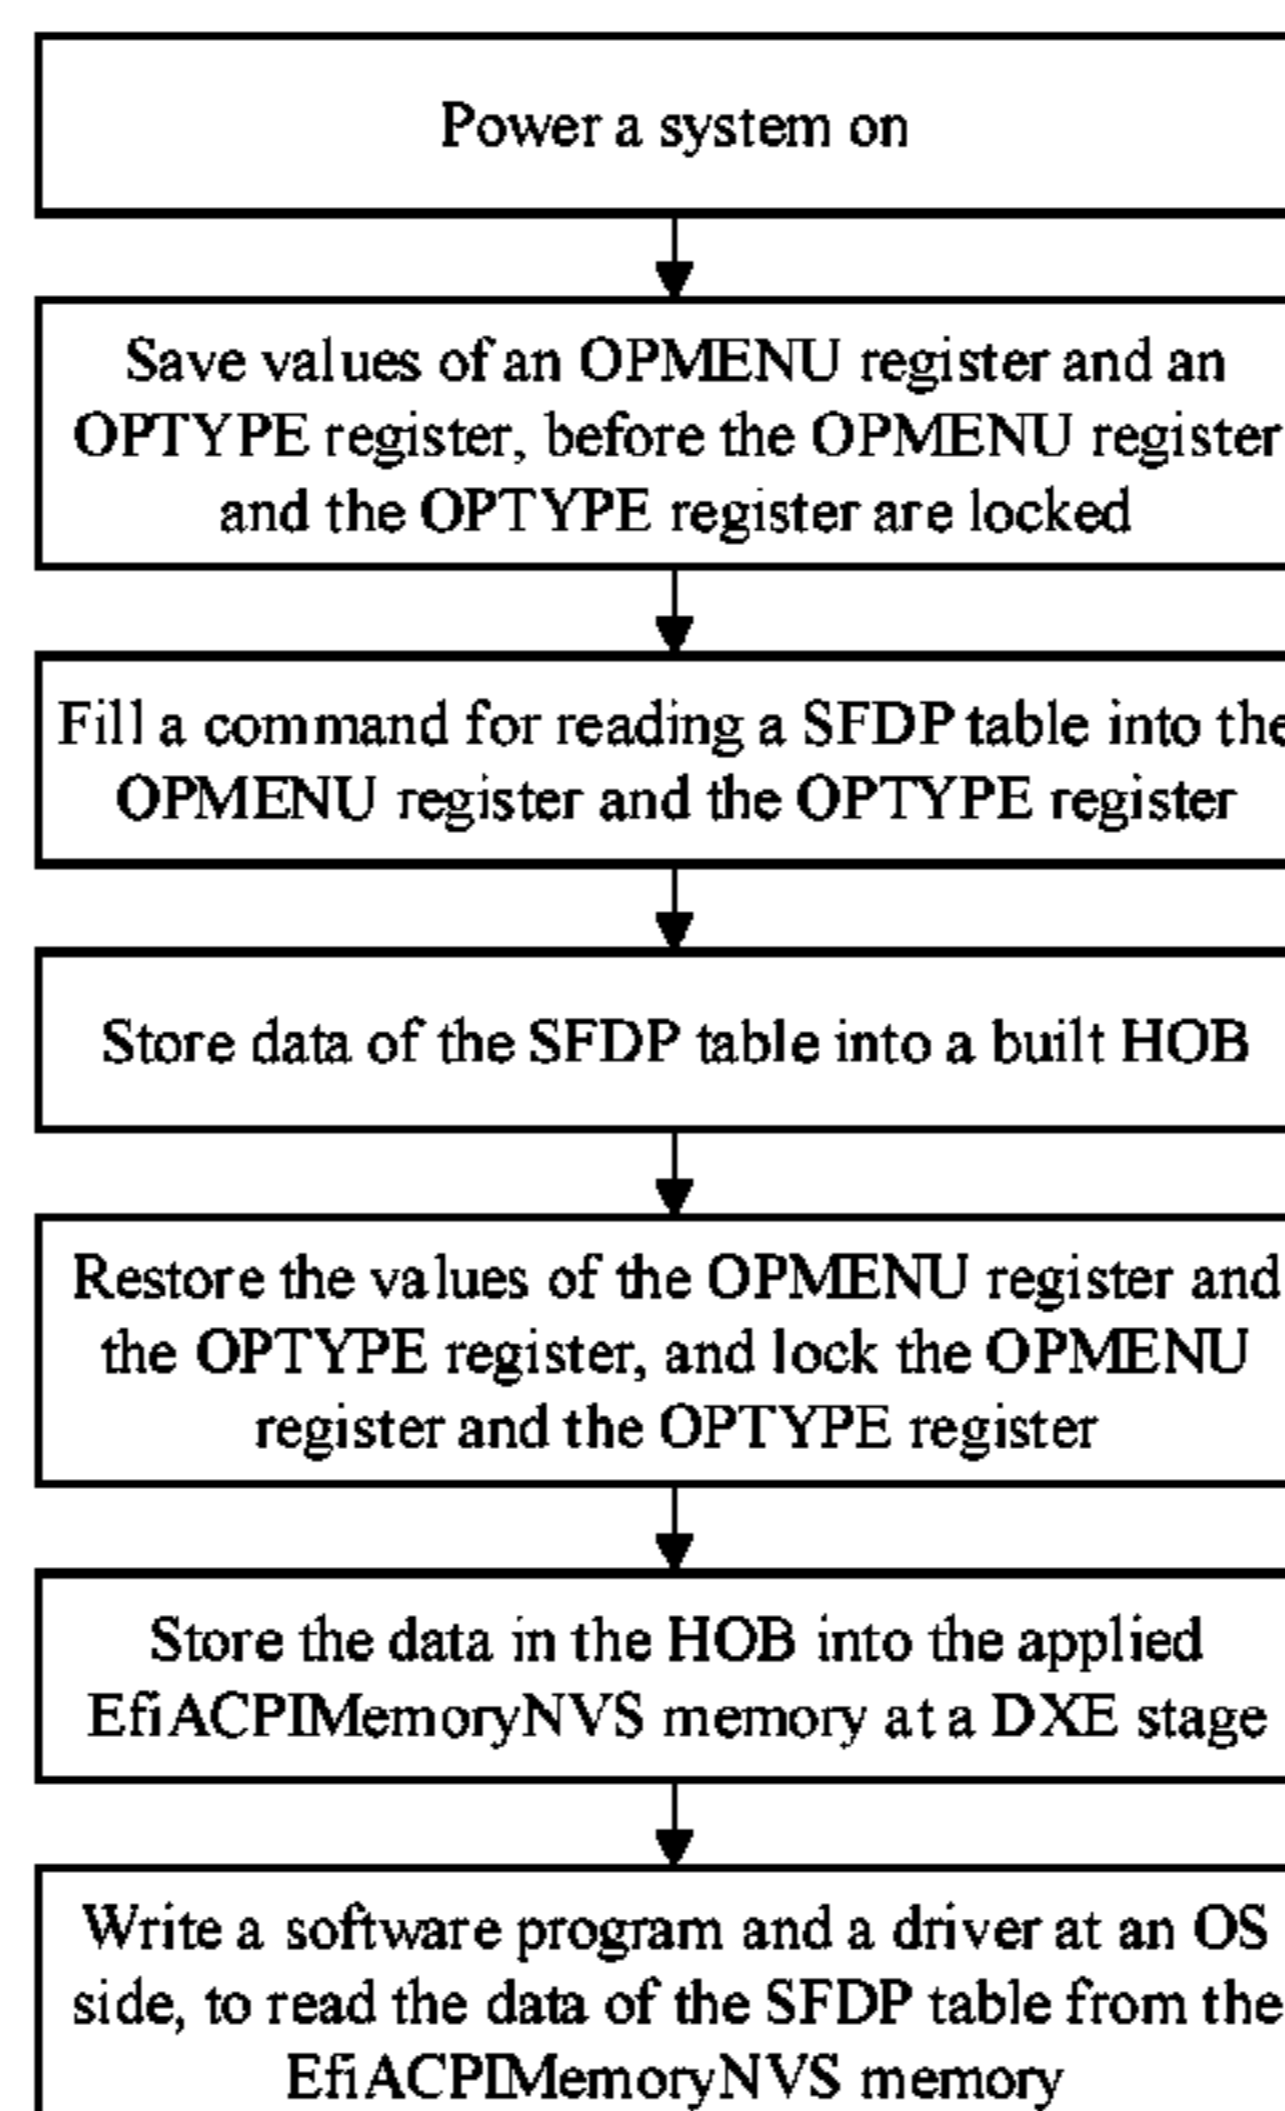 Power a system on
Save values of an OPMENU register and an
OPTYPE register, before the OPMENU register
and the OPTYPE register are locked
Fill a command for reading a SFDP table into the
OPMENU register and the OPTYPE register
Store data of the SFDP table into a built HOB
Restore the values of the OPMENU register and
the OPTYPE register, and lock the OPMENU
register and the OPTYPE register
Store the data in the HOB into the applied
EfiACPIMemoryNVS memory at a DXE stage
Write a software program and a driver at an OS
side, to read the data of the SFDP table from the
EfiACPIMemoryNVS memory